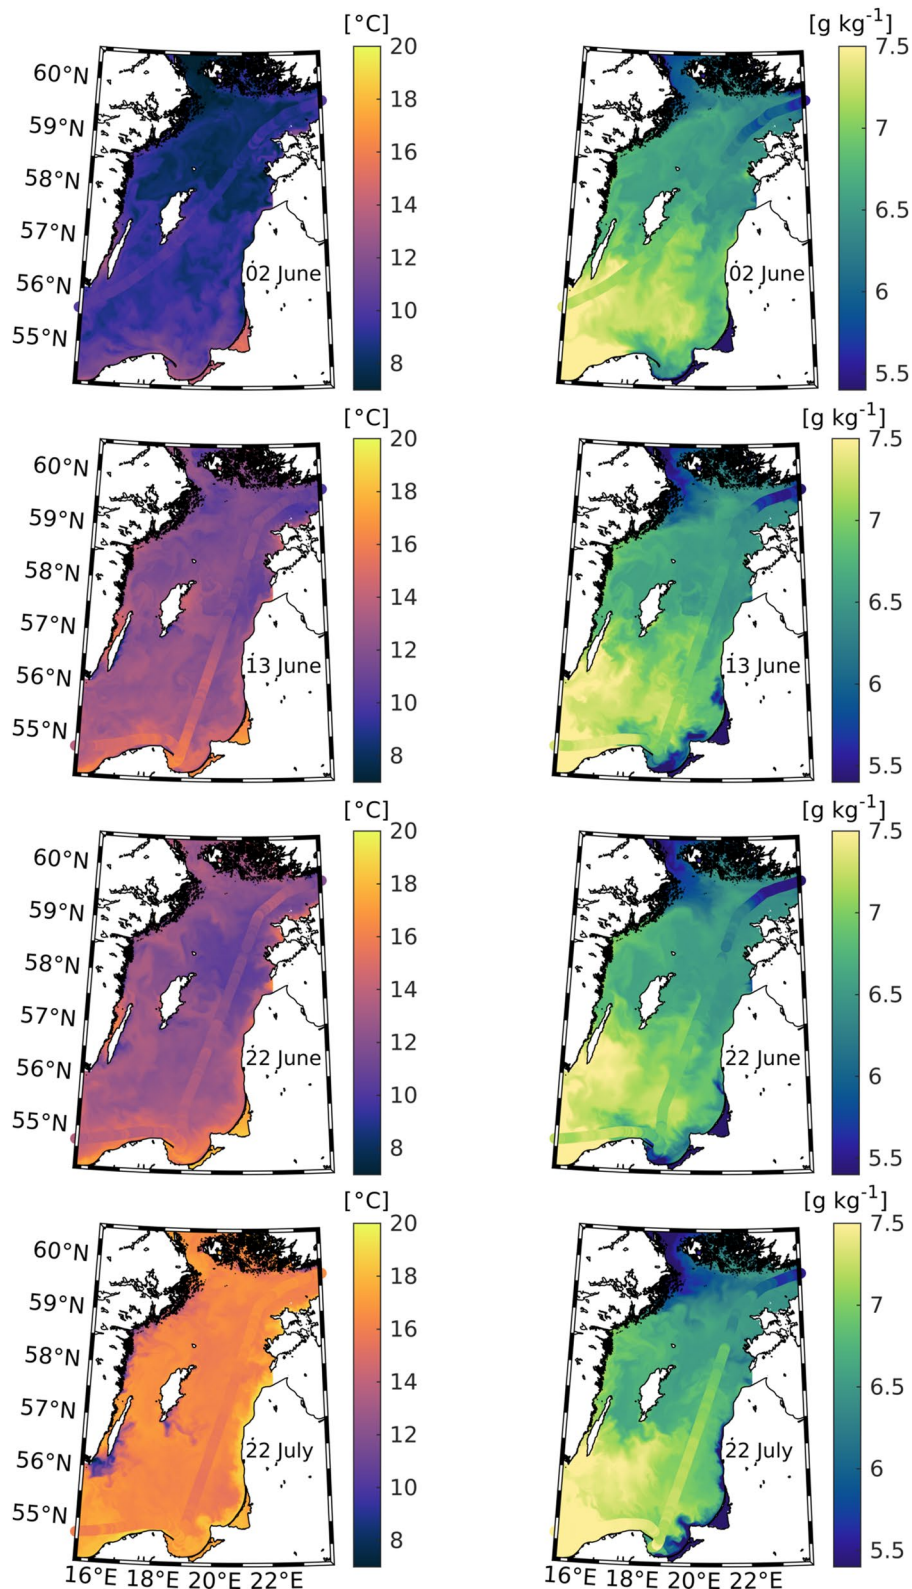 [°C] [g kg-1]
60°N 20 7.5
59°N 18 7
58°N 16
57°N 14 6.5
56°N 02 June 12 02 June
55°N 10 6
8 5.5
[°C] [g kg-1]
60°N 20 7.5
59°N 18 7
58°N 16
57°N 14 6.5
56°N 13 June 12 13 June
55°N 10 6
8 5.5
[°C] [g kg-1]
60°N 20 7.5
59°N 18 7
58°N 16
57°N 14 6.5
56°N 22 June 12 22 June
55°N 10 6
8 5.5
[°C] [g kg-1]
60°N 20 7.5
59°N 18 7
58°N 16
57°N 14 6.5
56°N 22 July 12 22 July
55°N 10 6
8 5.5
16°E 18°E 20°E 22°E 16°E 18°E 20°E 22°E